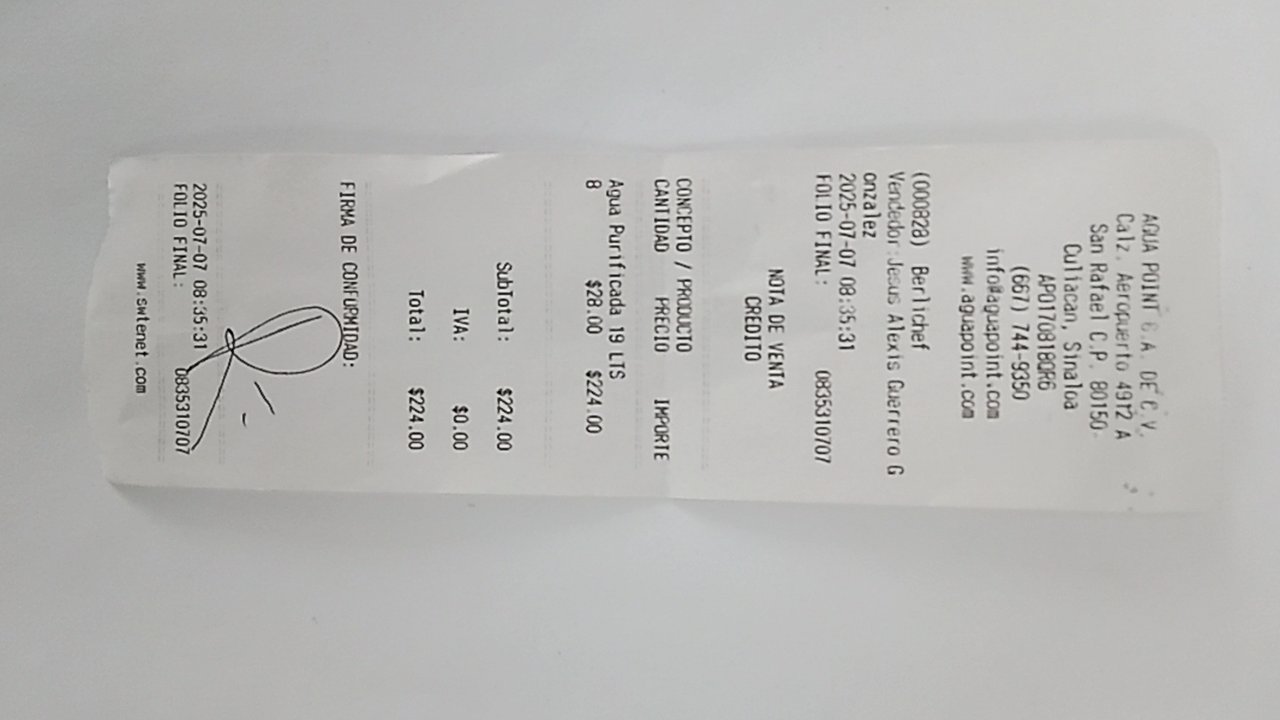 AGUA POINT S.A. DE C.V.
Calz. Aeropuerto 4912 A
San Rafael C.P. 80150
Culiacan, Sinaloa
APO170818QR6
(667) 744-9350
info@aguapoint.com
www.aguapoint.com
(000828) Berlichef
Vendedor:Jesus Alexis Guerrero G
onzalez
2025-07-07 08:35:31
FOLIO FINAL: 0835310707
NOTA DE VENTA
CREDITO
CONCEPTO / PRODUCTO
CANTIDAD PRECIO IMPORTE
Agua Purificada 19 LTS
8 $28.00 $224.00
SubTotal: $224.00
IVA: $0.00
Total: $224.00
FIRMA DE CONFORMIDAD:
2025-07-07 08:35:31
FOLIO FINAL: 0835310707
www.swtenet.com